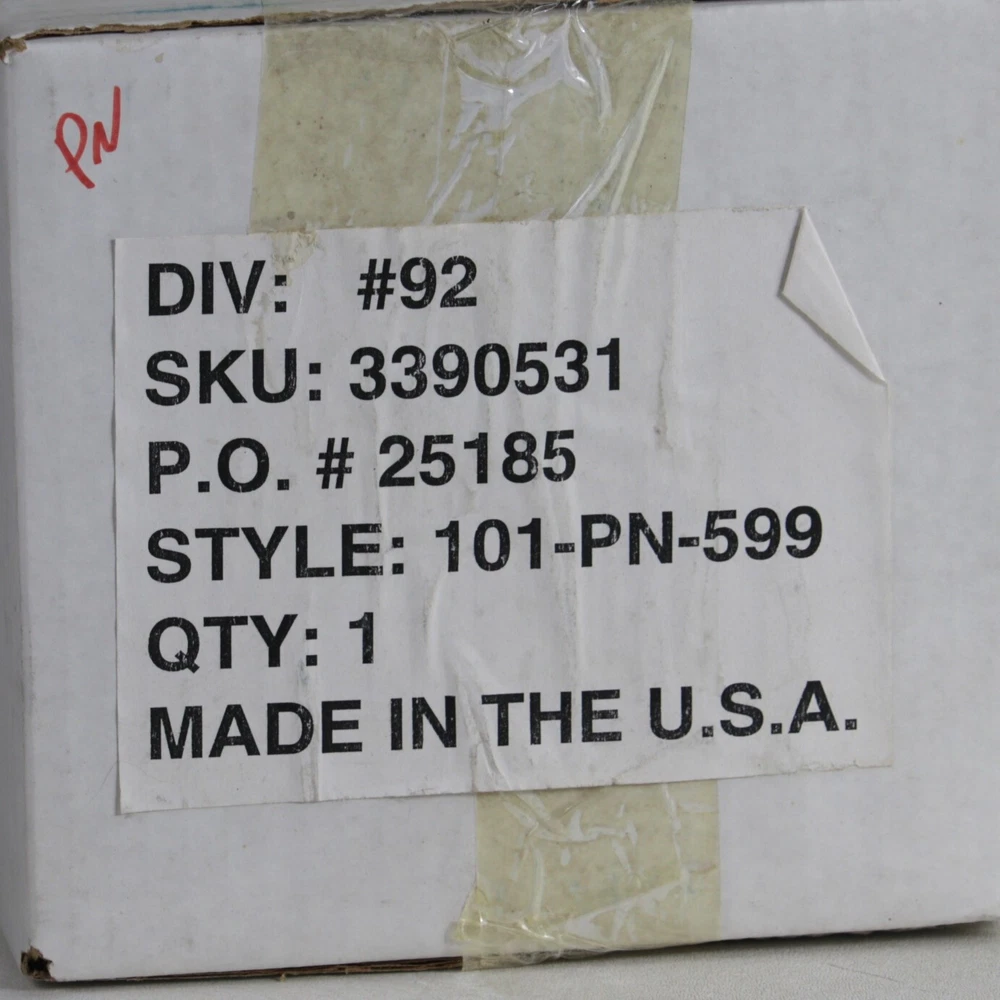 PN
DIV: #92
SKU: 3390531
P.O. # 25185
STYLE: 101-PN-599
QTY: 1
MADE IN THE U.S.A.